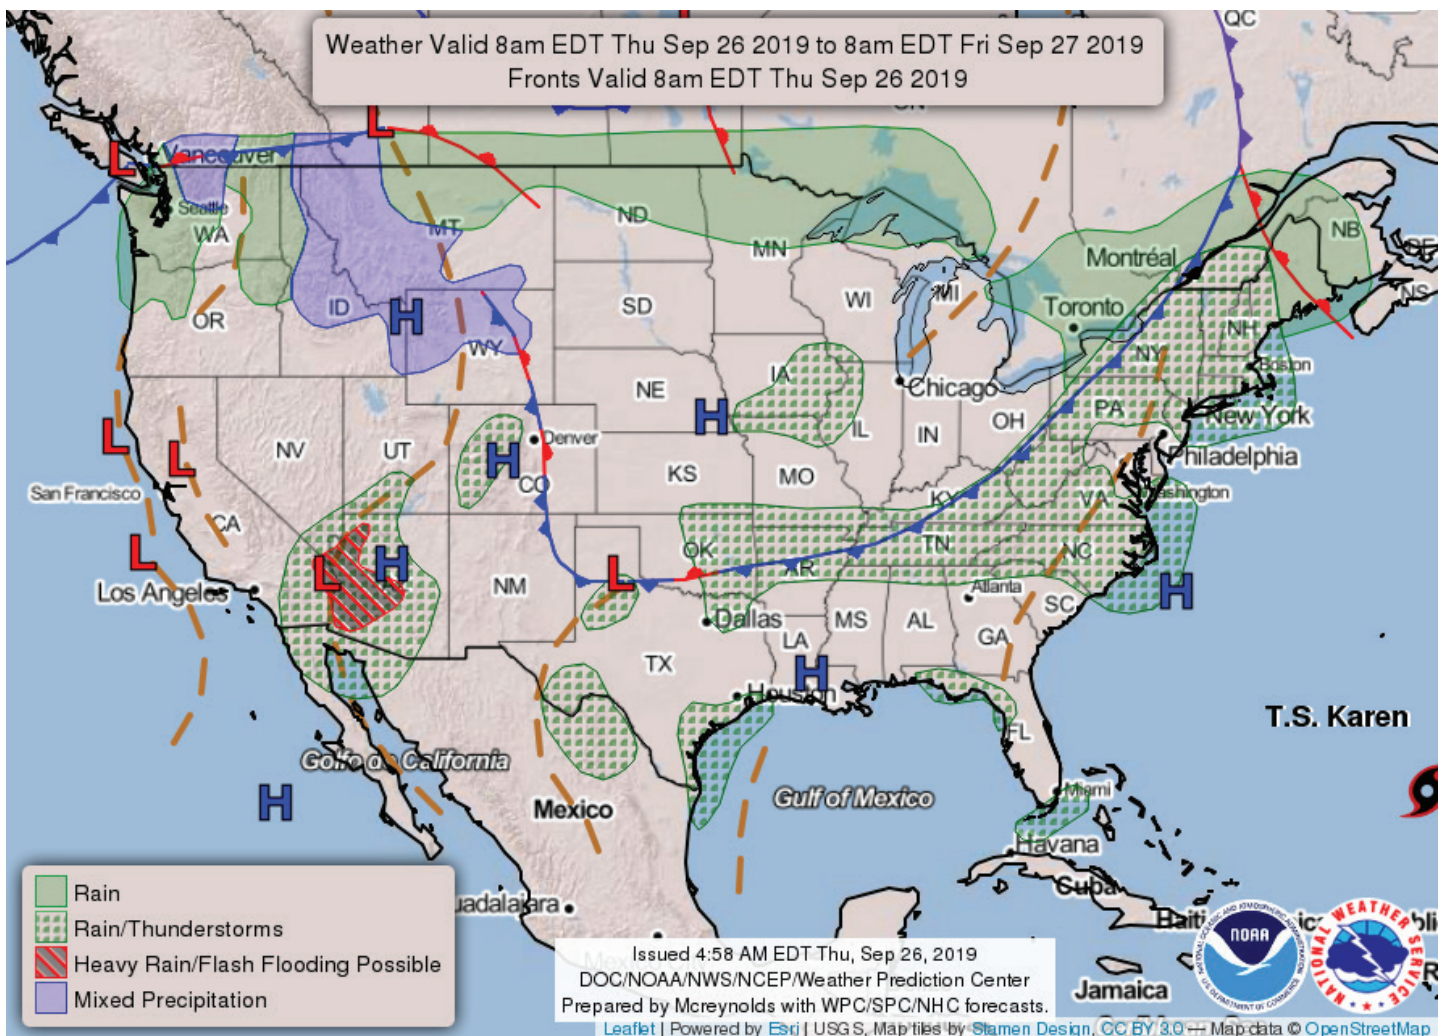 QC
Weather Valid 8am EDT Thu Sep 26 2019 to 8am EDT Fri Sep 27 2019
Fronts Valid 8am EDT Thu Sep 26 2019
L
L
Vancouver
Seattle
WA
MT
ND
MN
Montréal
NB
NS
OR
ID
H
SD
WI
MI
Toronto
NH
WY
NY
Boston
IA
NE
Chicago
H
PA
New York
OH
L
L
NV
UT
H
Denver
CO
KS
MO
IL
IN
Philadelphia
San Francisco
KY
VA
Washington
CA
L
L
H
OK
TN
NC
AR
Los Angeles
NM
L
Atlanta
H
SC
Dallas
MS
AL
GA
LA
TX
H
Houston
T.S. Karen
FL
Golfo de California
H
Mexico
Gulf of Mexico
Miami
Havana
Cuba
Rain
Rain/Thunderstorms
Heavy Rain/Flash Flooding Possible
Mixed Precipitation
uadalajara
Jamaica
NOAA
NATIONAL WEATHER SERVICE
Issued 4:58 AM EDT Thu, Sep 26, 2019
DOC/NOAA/NWS/NCEP/Weather Prediction Center
Prepared by Mcreynolds with WPC/SPC/NHC forecasts.
Leaflet | Powered by Esri | USGS, Map tiles by Stamen Design, CC BY 3.0 — Map data © OpenStreetMap